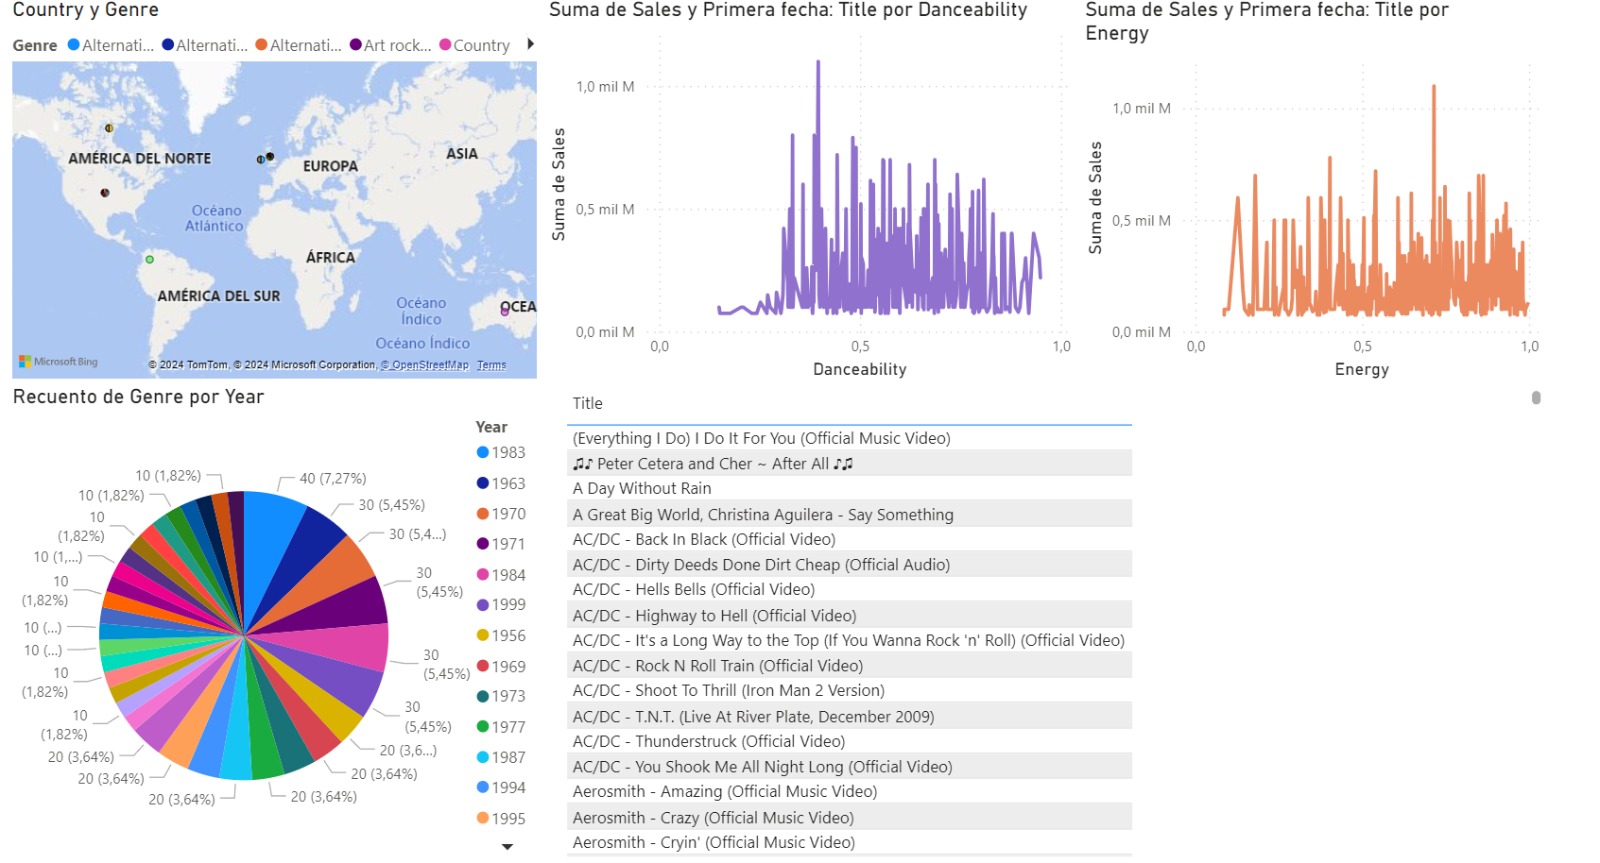 Country y Genre
Genre Alternati... Alternati... Alternati... Art rock... Country
AMÉRICA DEL NORTE
EUROPA
ASIA
Océano
Atlántico
ÁFRICA
AMÉRICA DEL SUR
OCEA
Océano
Índico
Océano Índico
Microsoft Bing
© 2024 TomTom, © 2024 Microsoft Corporation, © OpenStreetMap Terms
Suma de Sales y Primera fecha: Title por Danceability
Suma de Sales
1,0 mil M
0,5 mil M
0,0 mil M
0,0 0,5 1,0
Danceability
Suma de Sales y Primera fecha: Title por
Energy
Suma de Sales
1,0 mil M
0,5 mil M
0,0 mil M
0,0 0,5 1,0
Energy
Recuento de Genre por Year
40 (7,27%)
30 (5,45%)
30 (5,4...)
30
(5,45%)
30
(5,45%)
30
(5,45%)
20 (3,6...)
20 (3,64%)
20 (3,64%)
20 (3,64%)
20 (3,64%)
20 (3,64%)
10
(1,82%)
10
(1,82%)
10 (...)
10 (...)
10
(1,82%)
10 (1,...)
10
(1,82%)
10 (1,82%)
10 (1,82%)
Year
1983
1963
1970
1971
1984
1999
1956
1969
1973
1977
1987
1994
1995
Title
(Everything I Do) I Do It For You (Official Music Video)
♫♪ Peter Cetera and Cher ~ After All ♪♫
A Day Without Rain
A Great Big World, Christina Aguilera - Say Something
AC/DC - Back In Black (Official Video)
AC/DC - Dirty Deeds Done Dirt Cheap (Official Audio)
AC/DC - Hells Bells (Official Video)
AC/DC - Highway to Hell (Official Video)
AC/DC - It's a Long Way to the Top (If You Wanna Rock 'n' Roll) (Official Video)
AC/DC - Rock N Roll Train (Official Video)
AC/DC - Shoot To Thrill (Iron Man 2 Version)
AC/DC - T.N.T. (Live At River Plate, December 2009)
AC/DC - Thunderstruck (Official Video)
AC/DC - You Shook Me All Night Long (Official Video)
Aerosmith - Amazing (Official Music Video)
Aerosmith - Crazy (Official Music Video)
Aerosmith - Cryin' (Official Music Video)